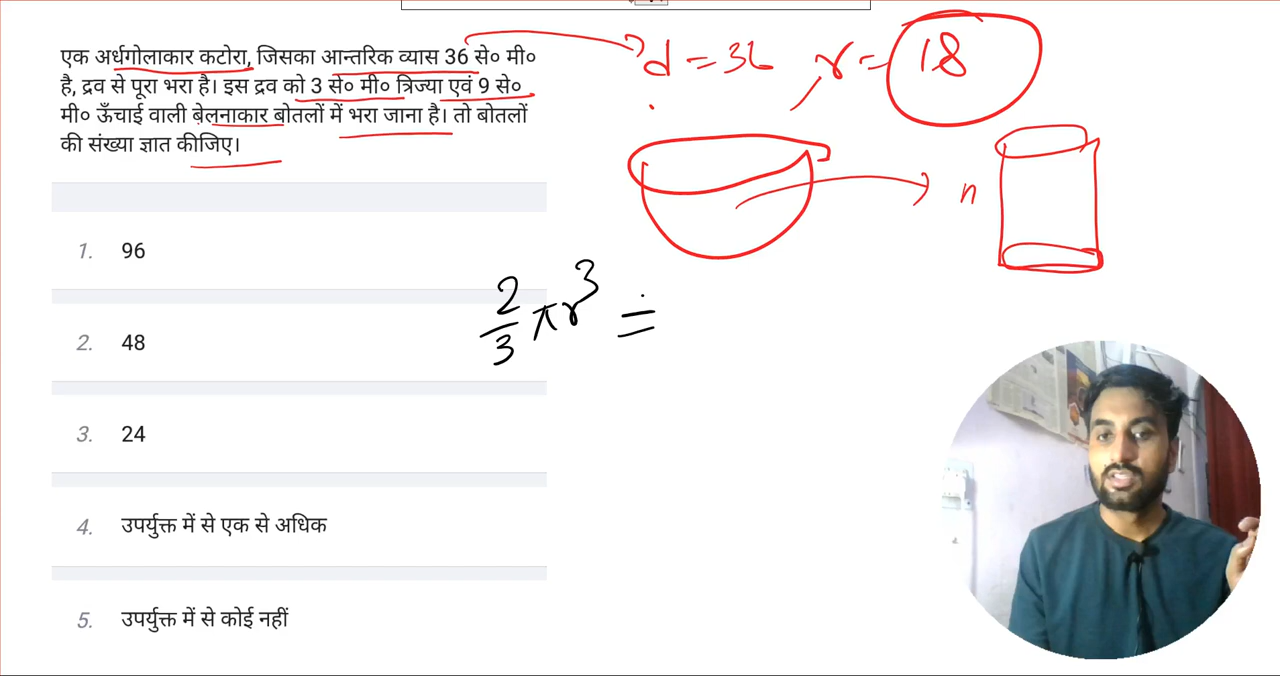 एक अर्धगोलाकार कटोरा, जिसका आन्तरिक व्यास 36 से० मी०
है, द्रव से पूरा भरा है। इस द्रव को 3 से० मी० त्रिज्या एवं 9 से०
मी० ऊँचाई वाली बेलनाकार बोतलों में भरा जाना है। तो बोतलों
की संख्या ज्ञात कीजिए।
d = 36 r = 18
n
1. 96
2. 48
3. 24
4. उपर्युक्त में से एक से अधिक
5. उपर्युक्त में से कोई नहीं
2/3 πr³ =